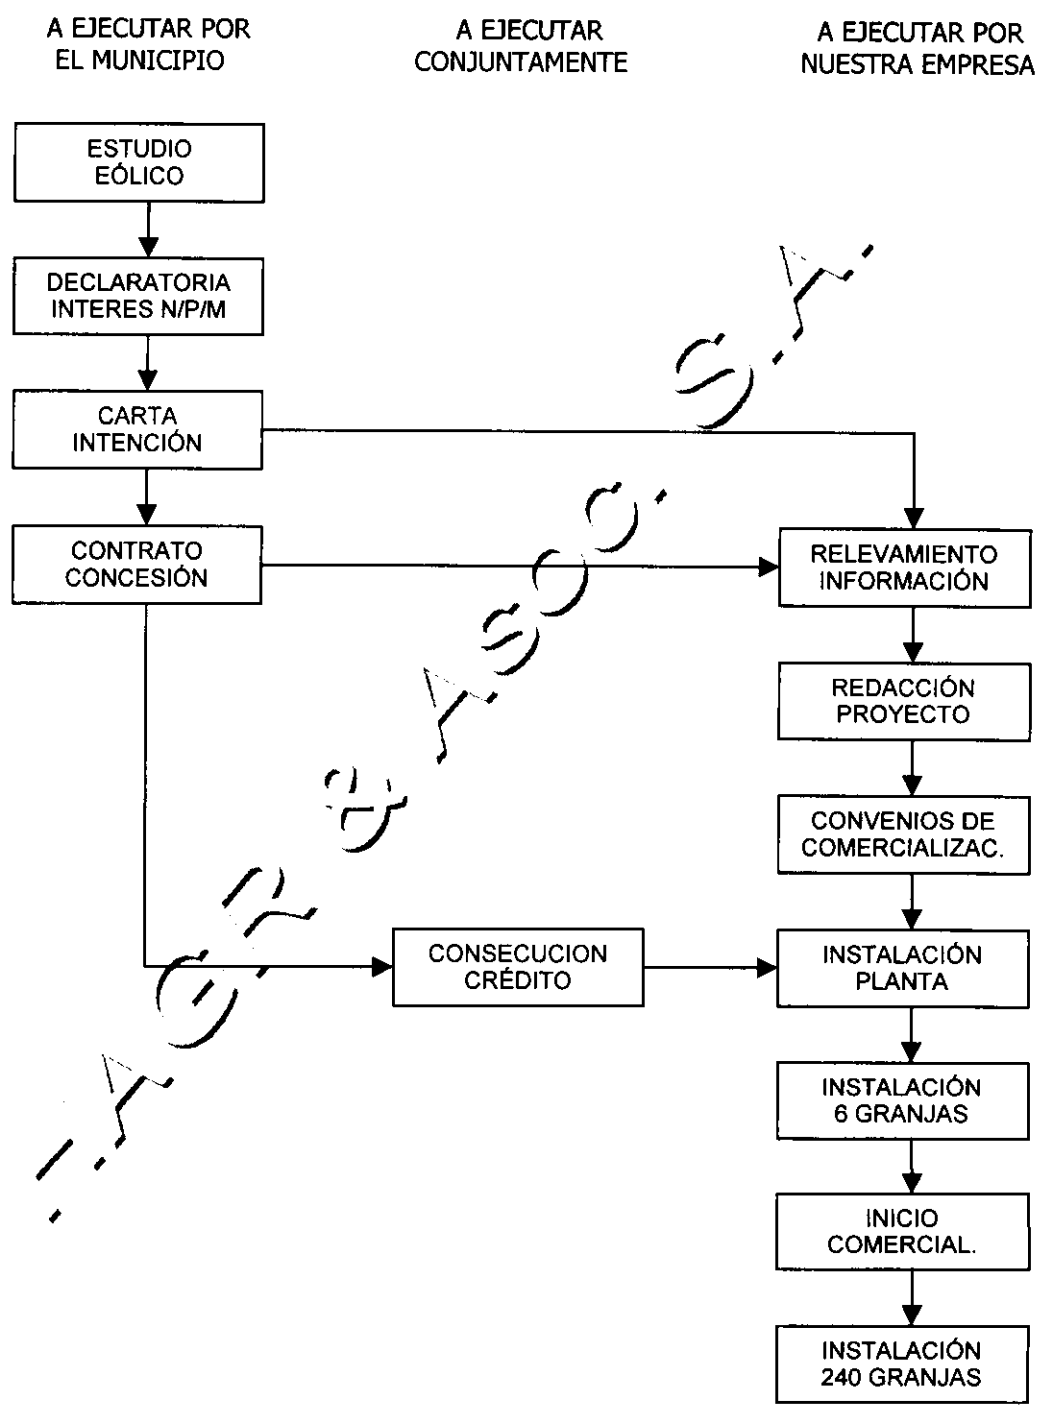 A EJECUTAR POR
EL MUNICIPIO
A EJECUTAR
CONJUNTAMENTE
A EJECUTAR POR
NUESTRA EMPRESA
ESTUDIO
EÓLICO
DECLARATORIA
INTERES N/P/M
CARTA
INTENCIÓN
CONTRATO
CONCESIÓN
RELEVAMIENTO
INFORMACIÓN
REDACCIÓN
PROYECTO
CONVENIOS DE
COMERCIALIZAC.
CONSECUCION
CRÉDITO
INSTALACIÓN
PLANTA
INSTALACIÓN
6 GRANJAS
INICIO
COMERCIAL.
INSTALACIÓN
240 GRANJAS
& ASOC. S.A.